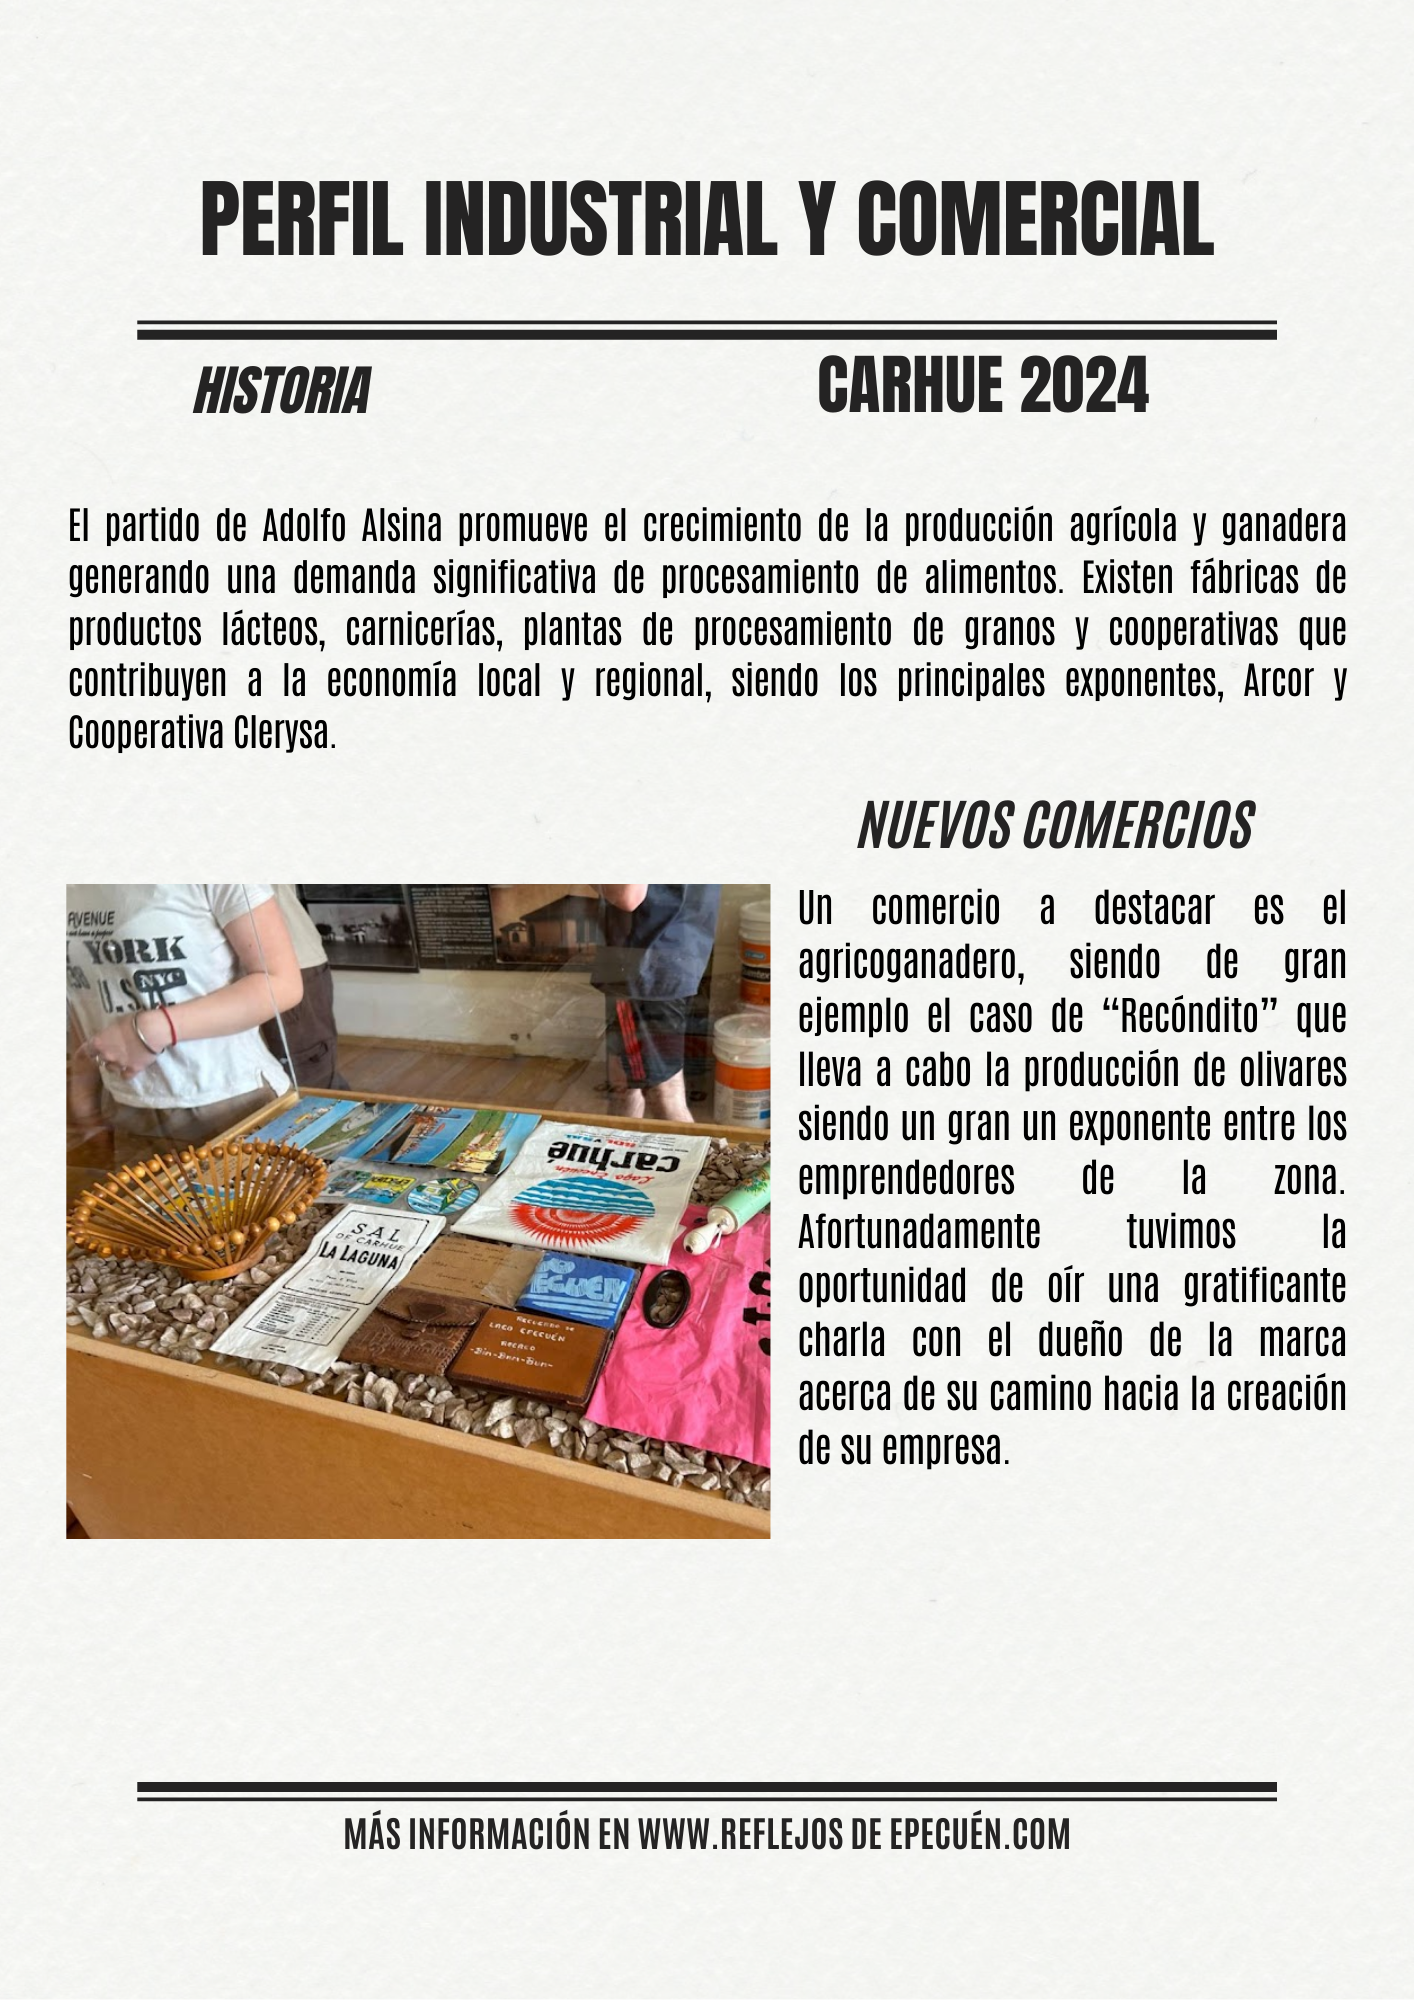 PERFIL INDUSTRIAL Y COMERCIAL
HISTORIA
CARHUE 2024
El partido de Adolfo Alsina promueve el crecimiento de la producción agrícola y ganadera
generando una demanda significativa de procesamiento de alimentos. Existen fábricas de
productos lácteos, carnicerías, plantas de procesamiento de granos y cooperativas que
contribuyen a la economía local y regional, siendo los principales exponentes, Arcor y
Cooperativa Clerysa.
NUEVOS COMERCIOS
Un comercio a destacar es el
agricoganadero, siendo de gran
ejemplo el caso de “Recóndito” que
lleva a cabo la producción de olivares
siendo un gran un exponente entre los
emprendedores de la zona.
Afortunadamente tuvimos la
oportunidad de oír una gratificante
charla con el dueño de la marca
acerca de su camino hacia la creación
de su empresa.
AVENUE
YORK
NYC
U.S.
carhué
Lago Epecuén
SAL
DE CARHUE
LA LAGUNA
RECUERDO DE
LAGO EPECUÉN
-Bim-Bam-Bum-
MÁS INFORMACIÓN EN WWW.REFLEJOS DE EPECUÉN.COM